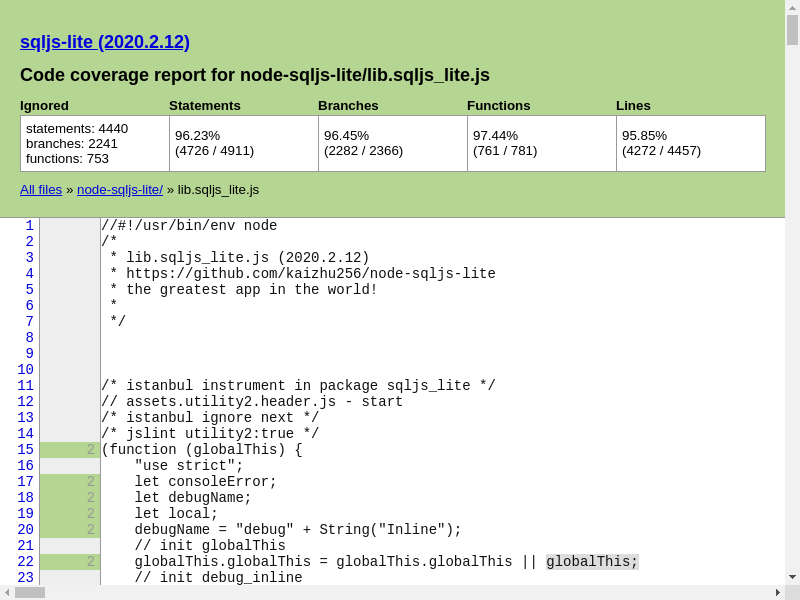 sqljs-lite (2020.2.12)
Code coverage report for node-sqljs-lite/lib.sqljs_lite.js
Ignored Statements Branches Functions Lines
statements: 4440
branches: 2241
functions: 753
96.23%
(4726 / 4911)
96.45%
(2282 / 2366)
97.44%
(761 / 781)
95.85%
(4272 / 4457)
All files » node-sqljs-lite/ » lib.sqljs_lite.js
1 //#!/usr/bin/env node
2 /*
3  * lib.sqljs_lite.js (2020.2.12)
4  * https://github.com/kaizhu256/node-sqljs-lite
5  * the greatest app in the world!
6  *
7  */
8
9
10
11 /* istanbul instrument in package sqljs_lite */
12 // assets.utility2.header.js - start
13 /* istanbul ignore next */
14 /* jslint utility2:true */
15 2 (function (globalThis) {
16     "use strict";
17 2     let consoleError;
18 2     let debugName;
19 2     let local;
20 2     debugName = "debug" + String("Inline");
21     // init globalThis
22 2     globalThis.globalThis = globalThis.globalThis || globalThis;
23     // init debug_inline